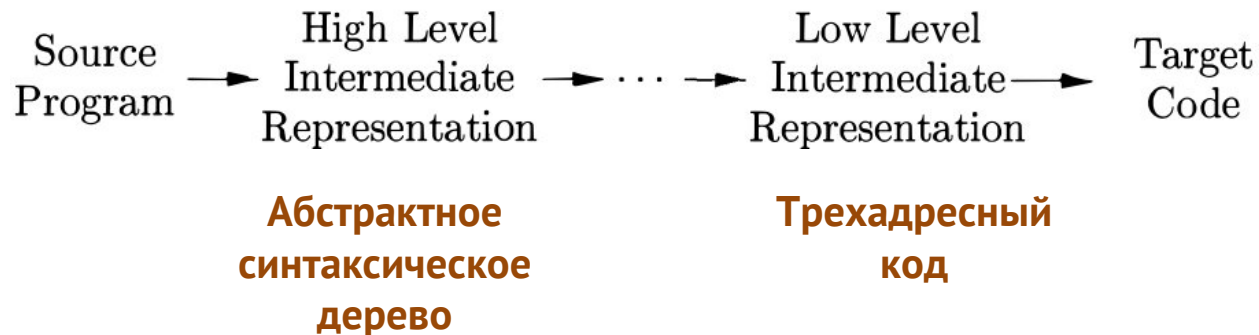 Source
Program
High Level
Intermediate
Representation
...
Low Level
Intermediate
Representation
Target
Code
Абстрактное
синтаксическое
дерево
Трехадресный
код